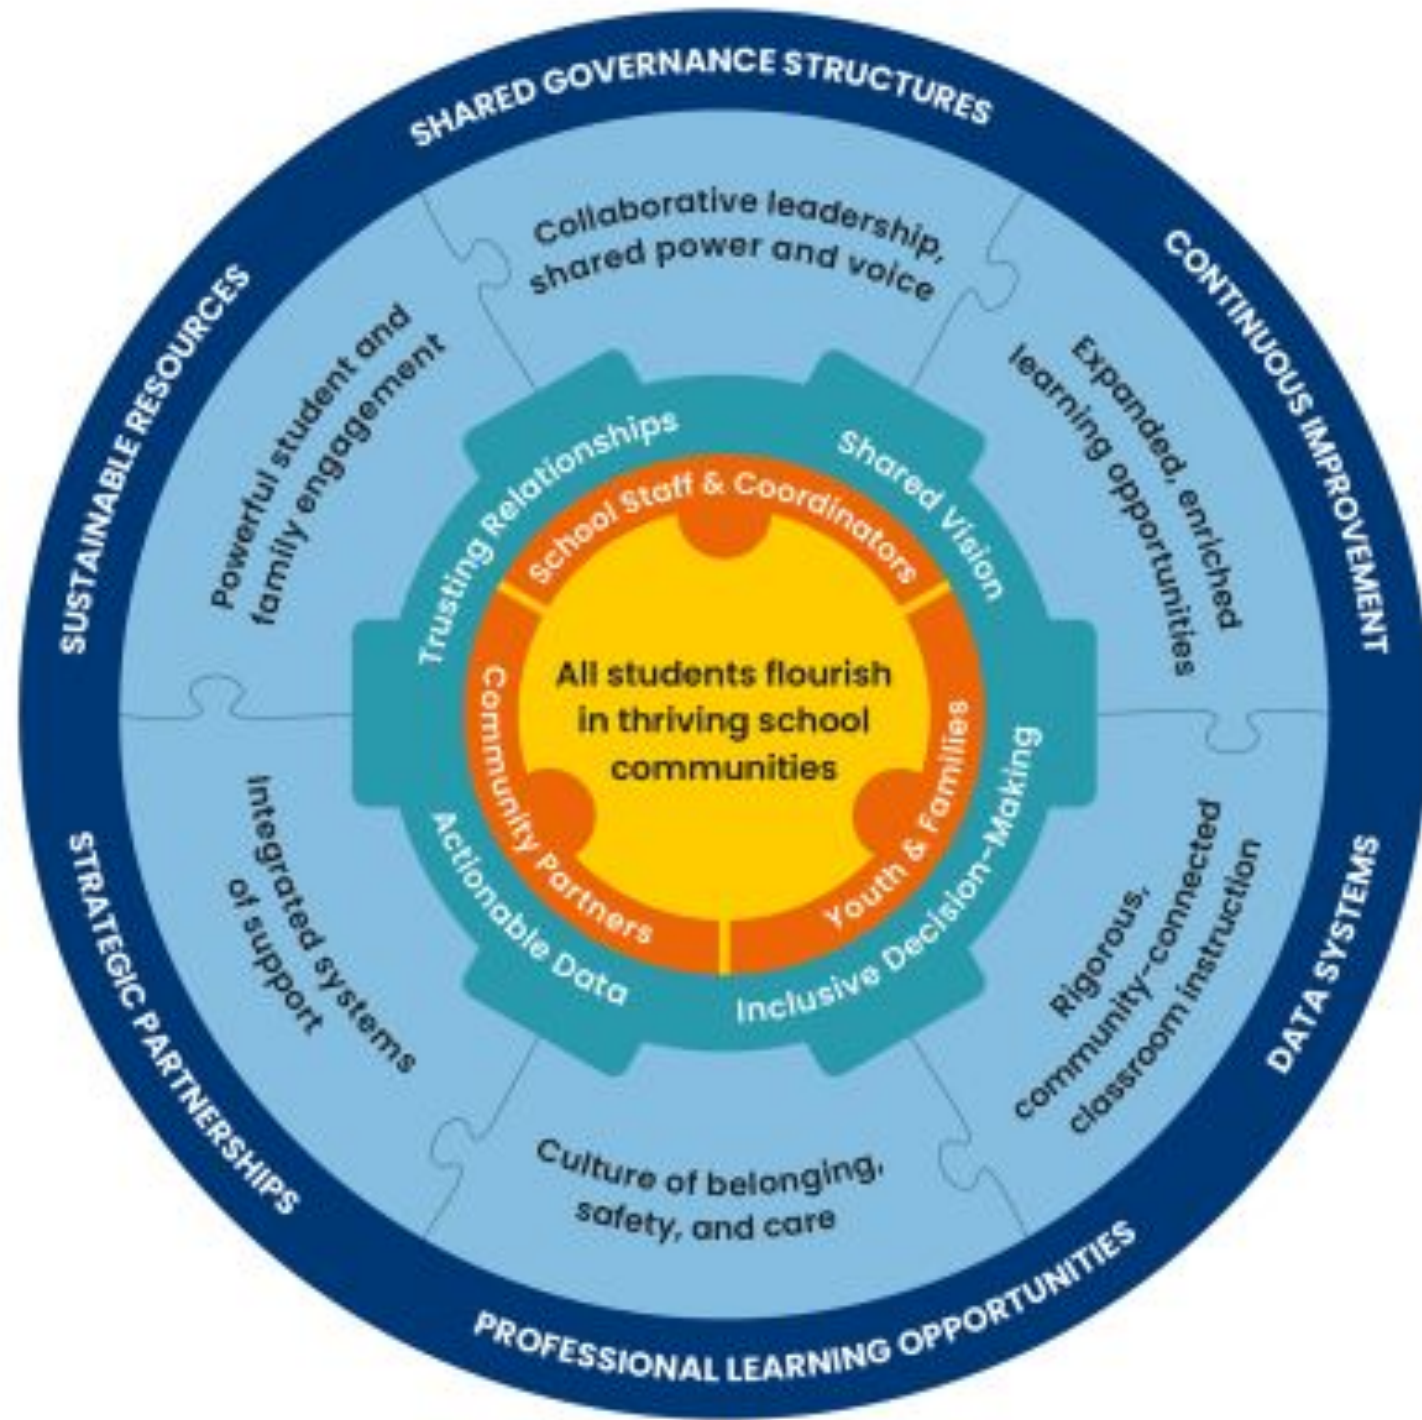 SHARED GOVERNANCE STRUCTURES
CONTINUOUS IMPROVEMENT
DATA SYSTEMS
PROFESSIONAL LEARNING OPPORTUNITIES
STRATEGIC PARTNERSHIPS
SUSTAINABLE RESOURCES
Collaborative leadership,
shared power and voice
Expanded, enriched
learning opportunities
Rigorous,
community-connected
classroom instruction
Culture of belonging,
safety, and care
Integrated systems
of support
Powerful student and
family engagement
Trusting Relationships
Shared Vision
Inclusive Decision-Making
Actionable Data
School Staff & Coordinators
Youth & Families
Community Partners
All students flourish
in thriving school
communities